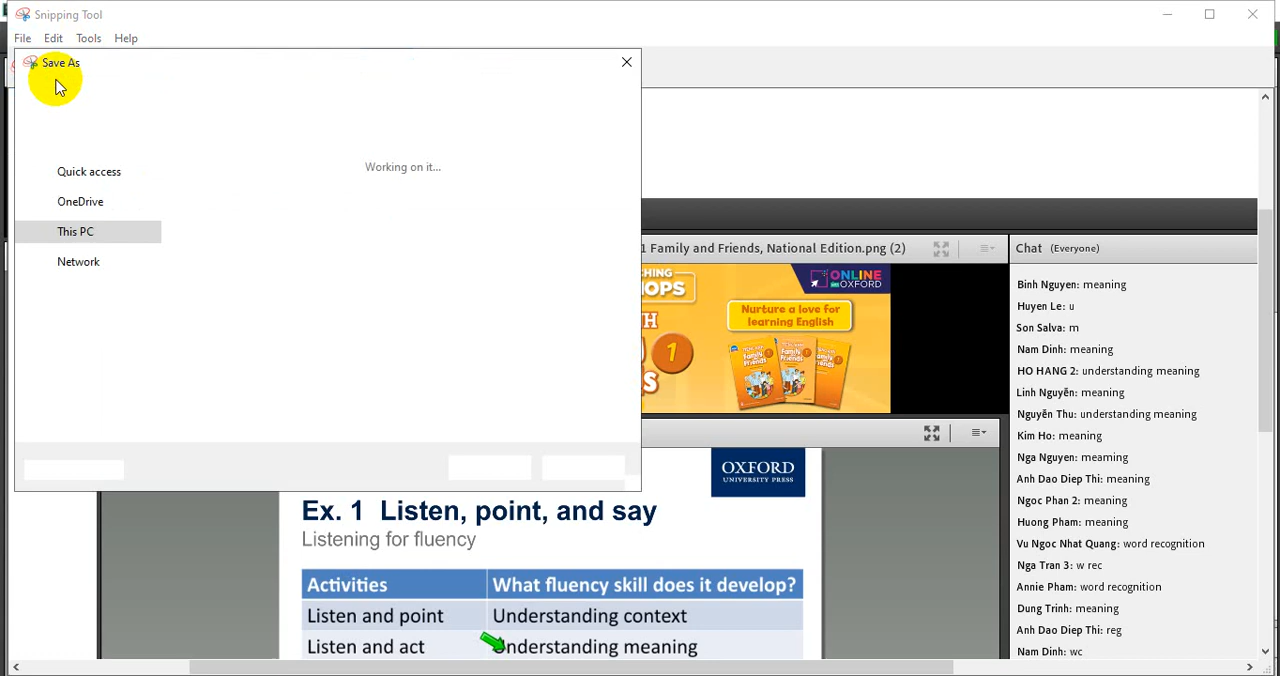 Snipping Tool
File Edit Tools Help
Save As
Working on it...
Quick access
OneDrive
This PC
Network
1 Family and Friends, National Edition.png (2)
CHING
OPS
H
1
S
ONLINE
OXFORD
Nurture a love for
learning English
Family
Friends
Chat (Everyone)
Binh Nguyen: meaning
Huyen Le: u
Son Salva: m
Nam Dinh: meaning
HO HANG 2: understanding meaning
Linh Nguyễn: meaning
Nguyễn Thu: understanding meaning
Kim Ho: meaning
Nga Nguyen: meamimg
Anh Dao Diep Thi: meaning
Ngoc Phan 2: meaning
Huong Pham: meaning
Vu Ngoc Nhat Quang: word recognition
Nga Tran 3: w rec
Annie Pham: word recognition
Dung Trinh: meaning
Anh Dao Diep Thi: reg
Nam Dinh: wc
OXFORD
UNIVERSITY PRESS
Ex. 1 Listen, point, and say
Listening for fluency
Activities What fluency skill does it develop?
Listen and point Understanding context
Listen and act Understanding meaning